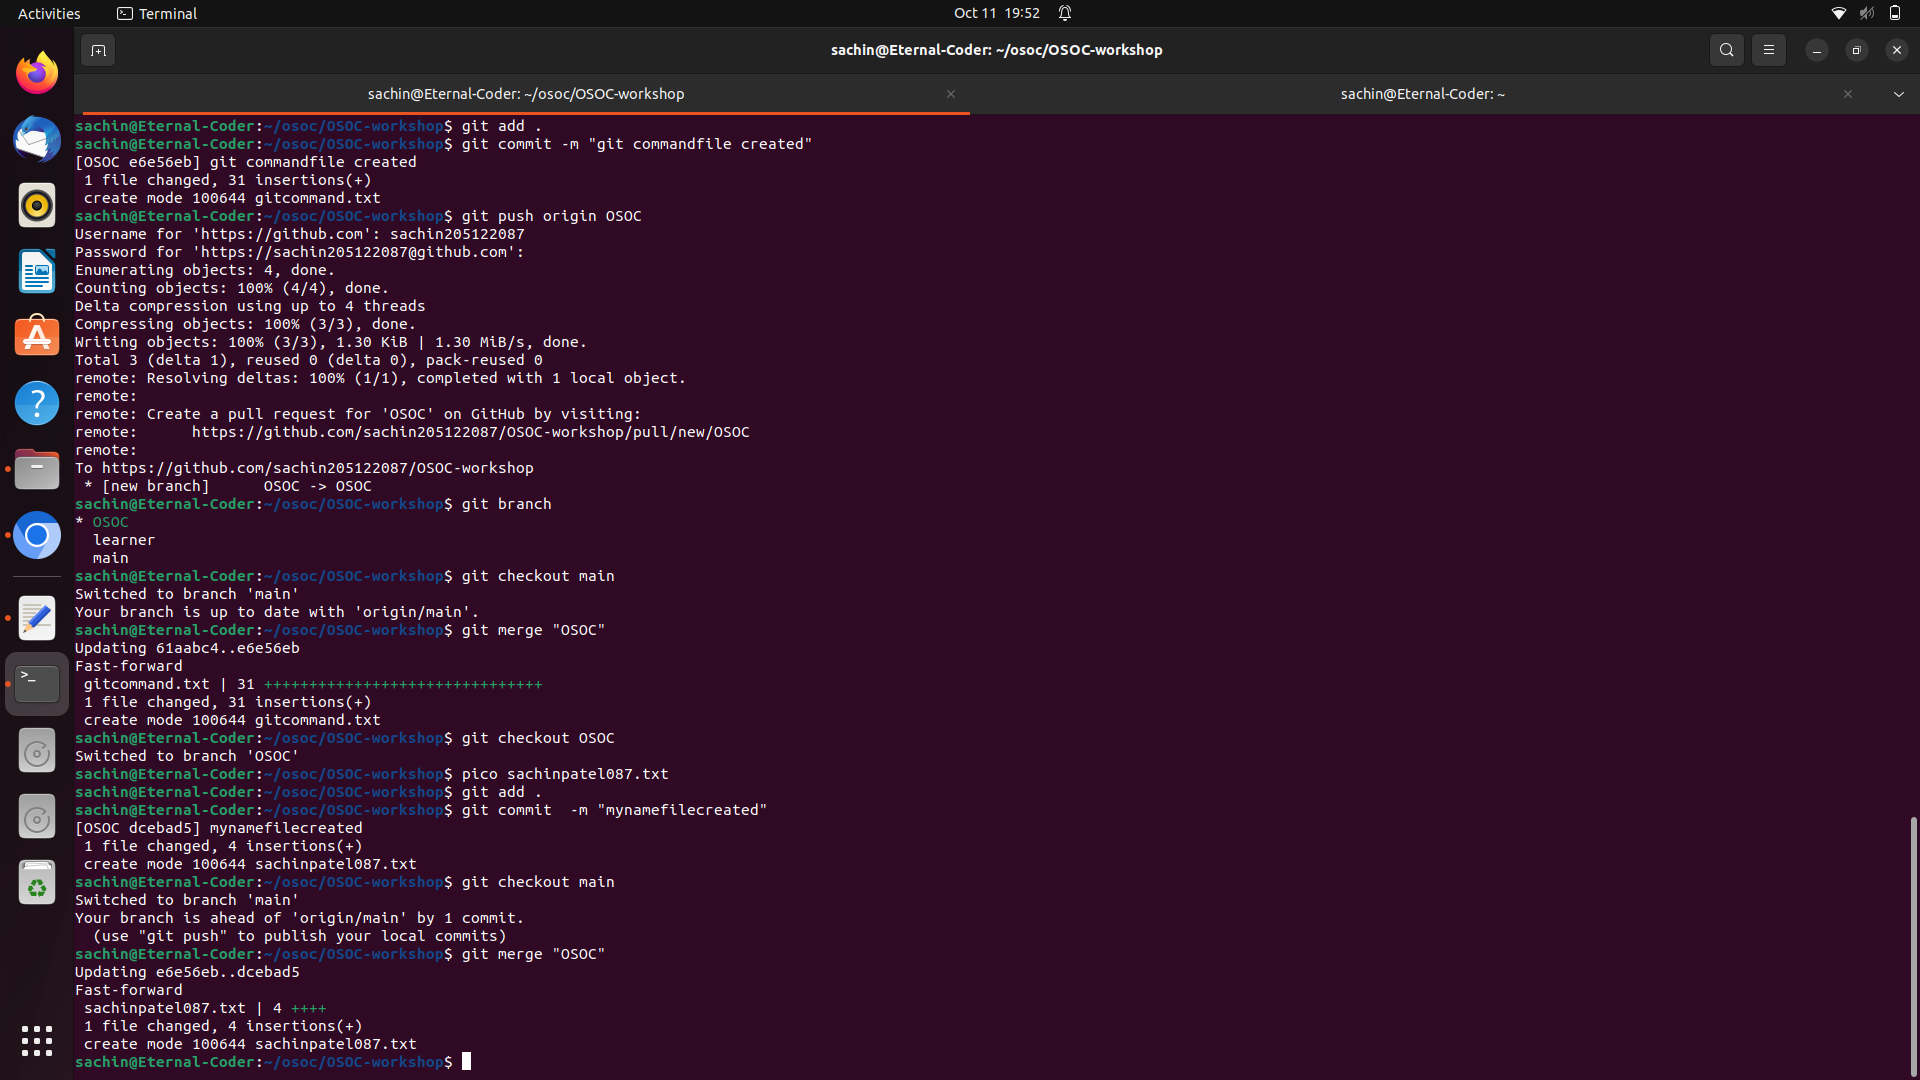 Activities
Terminal
Oct 11 19:52
sachin@Eternal-Coder: ~/osoc/OSOC-workshop
sachin@Eternal-Coder: ~/osoc/OSOC-workshop
sachin@Eternal-Coder: ~
sachin@Eternal-Coder:~/osoc/OSOC-workshop$ git add .
sachin@Eternal-Coder:~/osoc/OSOC-workshop$ git commit -m "git commandfile created"
[OSOC e6e56eb] git commandfile created
 1 file changed, 31 insertions(+)
 create mode 100644 gitcommand.txt
sachin@Eternal-Coder:~/osoc/OSOC-workshop$ git push origin OSOC
Username for 'https://github.com': sachin205122087
Password for 'https://sachin205122087@github.com':
Enumerating objects: 4, done.
Counting objects: 100% (4/4), done.
Delta compression using up to 4 threads
Compressing objects: 100% (3/3), done.
Writing objects: 100% (3/3), 1.30 KiB | 1.30 MiB/s, done.
Total 3 (delta 1), reused 0 (delta 0), pack-reused 0
remote: Resolving deltas: 100% (1/1), completed with 1 local object.
remote:
remote: Create a pull request for 'OSOC' on GitHub by visiting:
remote:      https://github.com/sachin205122087/OSOC-workshop/pull/new/OSOC
remote:
To https://github.com/sachin205122087/OSOC-workshop
 * [new branch]      OSOC -> OSOC
sachin@Eternal-Coder:~/osoc/OSOC-workshop$ git branch
* OSOC
  learner
  main
sachin@Eternal-Coder:~/osoc/OSOC-workshop$ git checkout main
Switched to branch 'main'
Your branch is up to date with 'origin/main'.
sachin@Eternal-Coder:~/osoc/OSOC-workshop$ git merge "OSOC"
Updating 61aabc4..e6e56eb
Fast-forward
 gitcommand.txt | 31 +++++++++++++++++++++++++++++++
 1 file changed, 31 insertions(+)
 create mode 100644 gitcommand.txt
sachin@Eternal-Coder:~/osoc/OSOC-workshop$ git checkout OSOC
Switched to branch 'OSOC'
sachin@Eternal-Coder:~/osoc/OSOC-workshop$ pico sachinpatel087.txt
sachin@Eternal-Coder:~/osoc/OSOC-workshop$ git add .
sachin@Eternal-Coder:~/osoc/OSOC-workshop$ git commit  -m "mynamefilecreated"
[OSOC dcebad5] mynamefilecreated
 1 file changed, 4 insertions(+)
 create mode 100644 sachinpatel087.txt
sachin@Eternal-Coder:~/osoc/OSOC-workshop$ git checkout main
Switched to branch 'main'
Your branch is ahead of 'origin/main' by 1 commit.
  (use "git push" to publish your local commits)
sachin@Eternal-Coder:~/osoc/OSOC-workshop$ git merge "OSOC"
Updating e6e56eb..dcebad5
Fast-forward
 sachinpatel087.txt | 4 ++++
 1 file changed, 4 insertions(+)
 create mode 100644 sachinpatel087.txt
sachin@Eternal-Coder:~/osoc/OSOC-workshop$